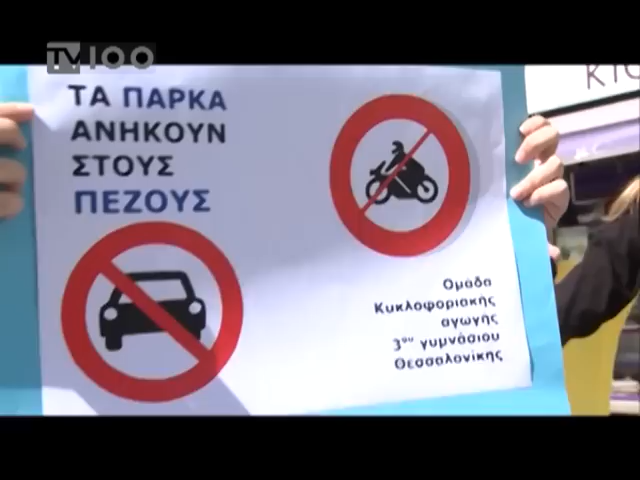 TV100
ΤΑ ΠΑΡΚΑ
ΑΝΗΚΟΥΝ
ΣΤΟΥΣ
ΠΕΖΟΥΣ
Ομάδα
Κυκλοφοριακής
αγωγής
3ου γυμνάσιου
Θεσσαλονίκης